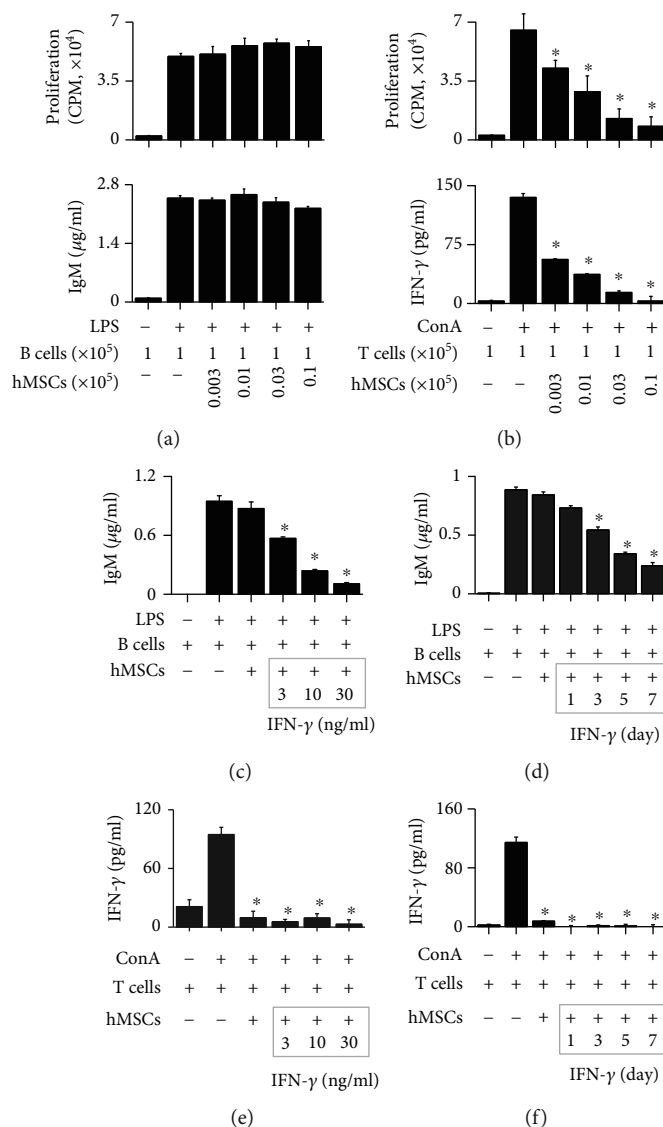 Proliferation
(CPM, ×10⁴)
7
3.5
0
IgM (μg/ml)
2.8
1.4
0
LPS – + + + + +
B cells (×10⁵) 1 1 1 1 1 1
hMSCs (×10⁵) – – 0.003 0.01 0.03 0.1
(a)
Proliferation
(CPM, ×10⁴)
7
3.5
0
* * * *
IFN-γ (pg/ml)
150
75
0
* * * *
ConA – + + + + +
T cells (×10⁵) 1 1 1 1 1 1
hMSCs (×10⁵) – – 0.003 0.01 0.03 0.1
(b)
IgM (μg/ml)
1.2
0.6
0
* * *
LPS – + + + + +
B cells + + + + + +
hMSCs – – + + + +
3 10 30
IFN-γ (ng/ml)
(c)
IgM (μg/ml)
1
0.5
0
* * *
LPS – + + + + + +
B cells + + + + + + +
hMSCs – – + + + + +
1 3 5 7
IFN-γ (day)
(d)
IFN-γ (pg/ml)
120
60
0
* * * *
ConA – + + + + +
T cells + + + + + +
hMSCs – – + + + +
3 10 30
IFN-γ (ng/ml)
(e)
IFN-γ (pg/ml)
160
80
0
* * * * *
ConA – + + + + + +
T cells + + + + + + +
hMSCs – – + + + + +
1 3 5 7
IFN-γ (day)
(f)